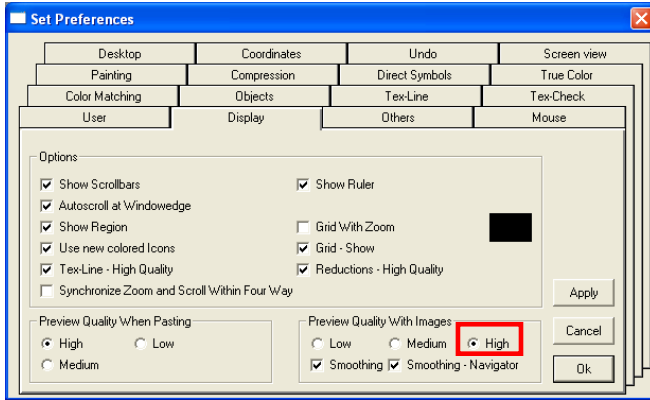 Set Preferences
Desktop Coordinates Undo Screen view
Painting Compression Direct Symbols True Color
Color Matching Objects Tex-Line Tex-Check
User Display Others Mouse
Options
Show Scrollbars Show Ruler
Autoscroll at Windowedge
Show Region Grid With Zoom
Use new colored Icons Grid - Show
Tex-Line - High Quality Reductions - High Quality
Synchronize Zoom and Scroll Within Four Way
Apply
Preview Quality When Pasting Preview Quality With Images
Cancel
High Low Low Medium High
Medium Smoothing Smoothing - Navigator
Ok